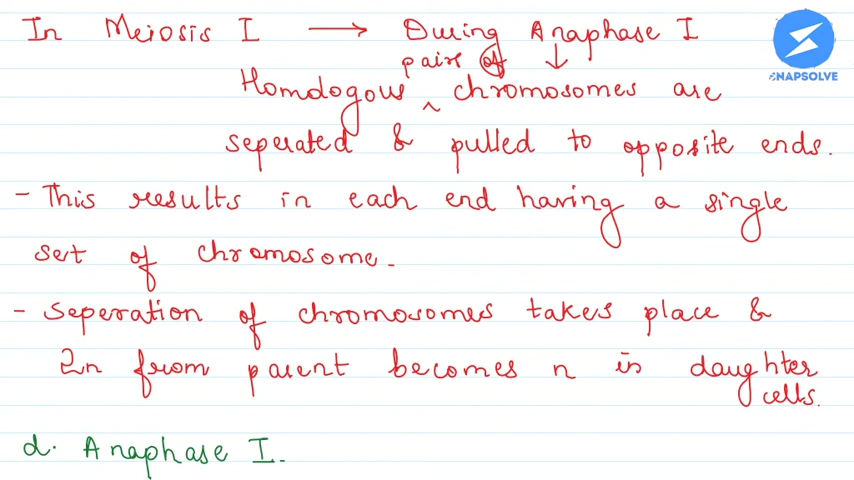 In Meiosis I → During Anaphase I
pairs of ↓
Homologous ^ chromosomes are
seperated & pulled to opposite ends.
- This results in each end having a single
set of chromosome.
- seperation of chromosomes takes place &
2n from parent becomes n in daughter
cells.
d. Anaphase I.
SNAPSOLVE